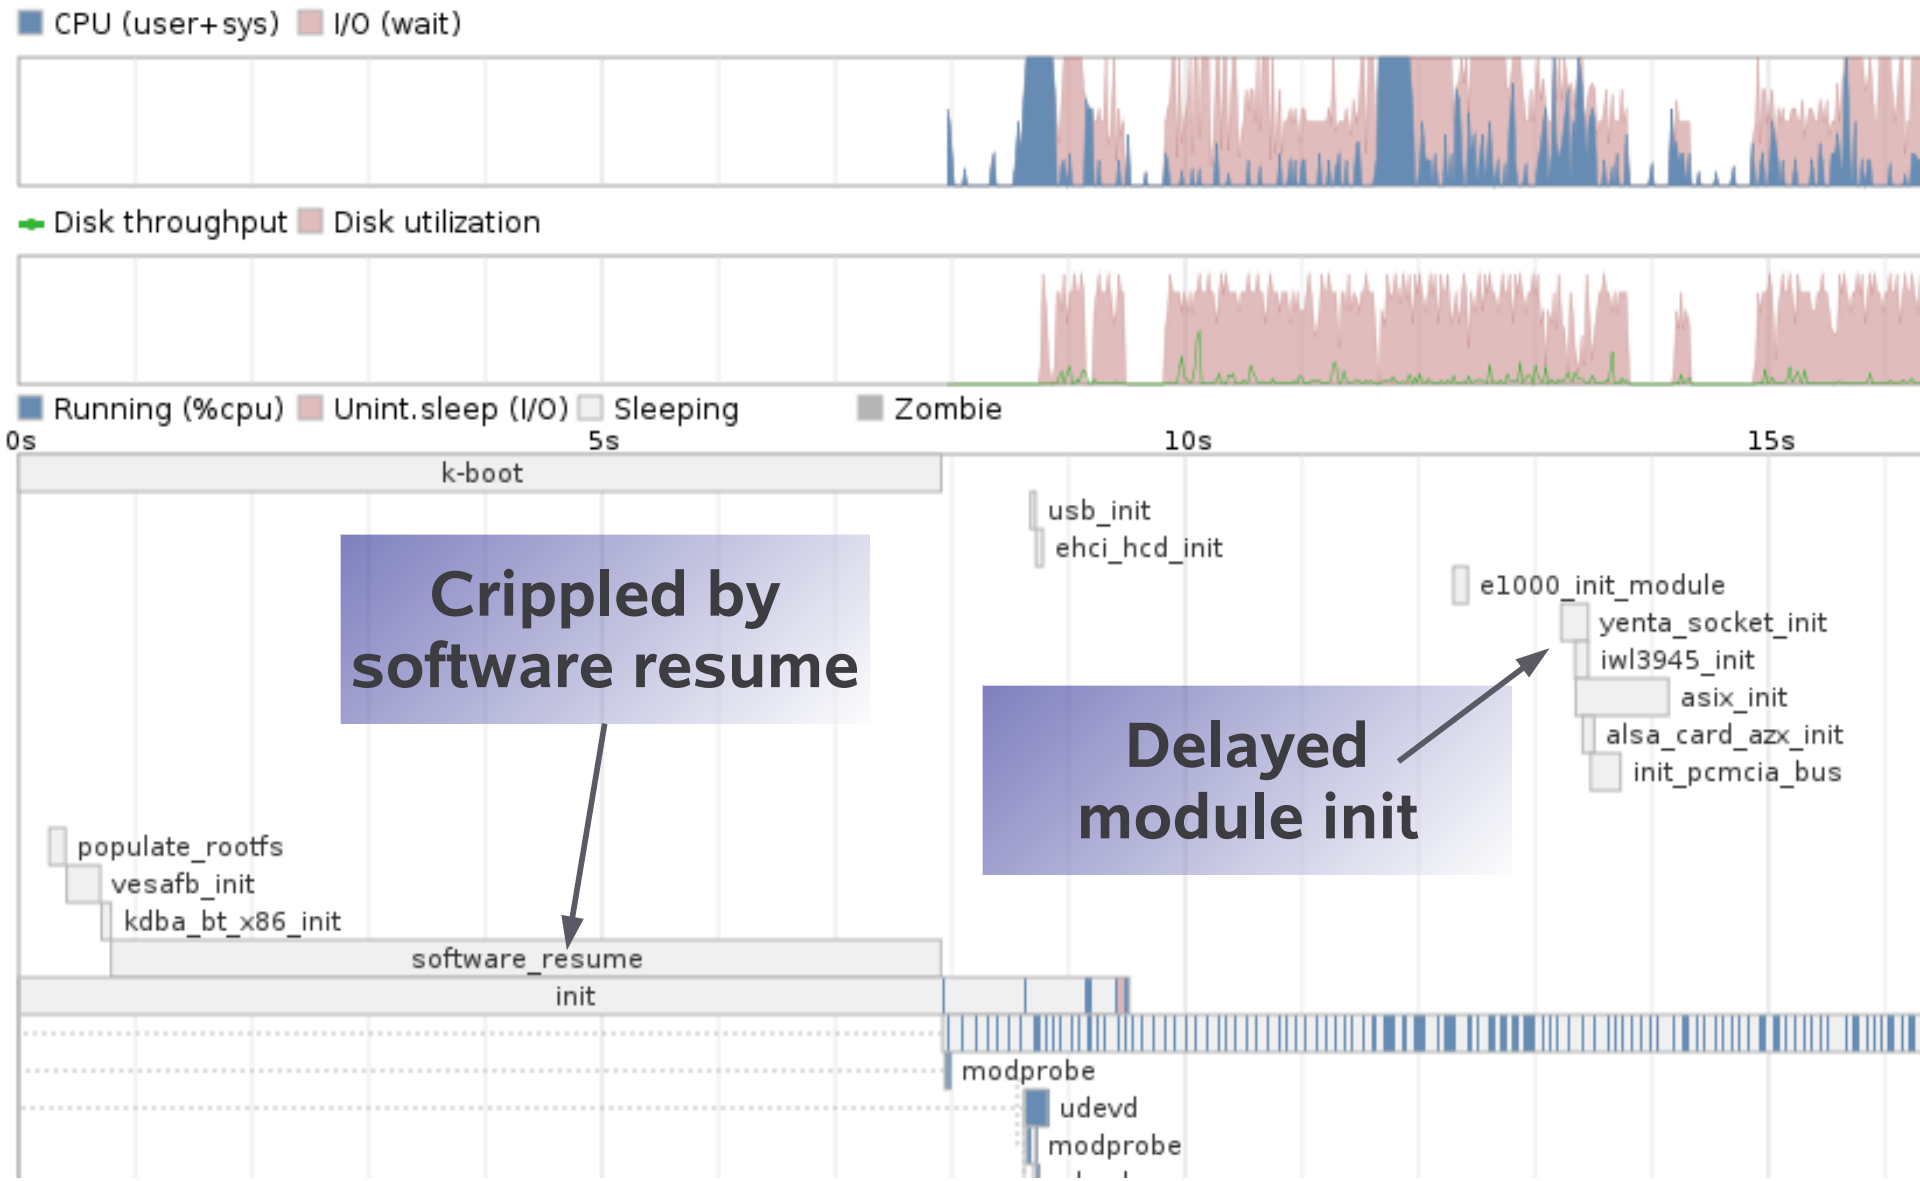 CPU (user+sys) I/O (wait)
Disk throughput Disk utilization
Running (%cpu) Unint.sleep (I/O) Sleeping Zombie
0s 5s 10s 15s
k-boot
usb_init
ehci_hcd_init
Crippled by
software resume
e1000_init_module
yenta_socket_init
iwl3945_init
asix_init
alsa_card_azx_init
init_pcmcia_bus
Delayed
module init
populate_rootfs
vesafb_init
kdba_bt_x86_init
software_resume
init
modprobe
udevd
modprobe